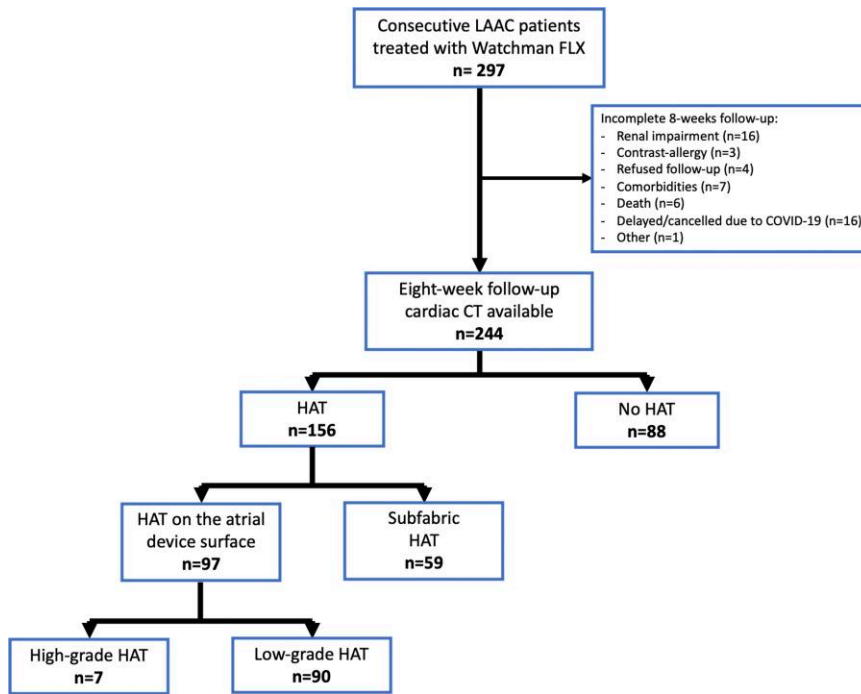 Consecutive LAAC patients
treated with Watchman FLX
n= 297
Incomplete 8-weeks follow-up:
- Renal impairment (n=16)
- Contrast-allergy (n=3)
- Refused follow-up (n=4)
- Comorbidities (n=7)
- Death (n=6)
- Delayed/cancelled due to COVID-19 (n=16)
- Other (n=1)
Eight-week follow-up
cardiac CT available
n=244
HAT
n=156
No HAT
n=88
HAT on the atrial
device surface
n=97
Subfabric
HAT
n=59
High-grade HAT
n=7
Low-grade HAT
n=90